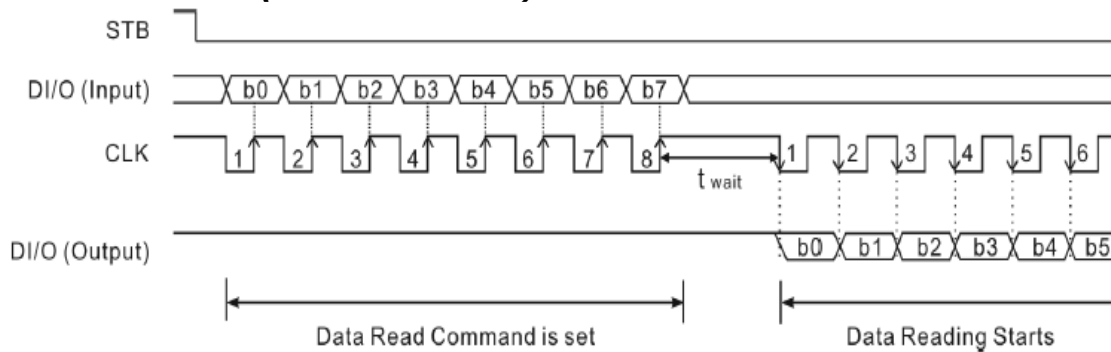 STB
DI/O (Input) b0 b1 b2 b3 b4 b5 b6 b7
CLK 1 2 3 4 5 6 7 8 1 2 3 4 5 6
t wait
DI/O (Output) b0 b1 b2 b3 b4 b5
Data Read Command is set Data Reading Starts